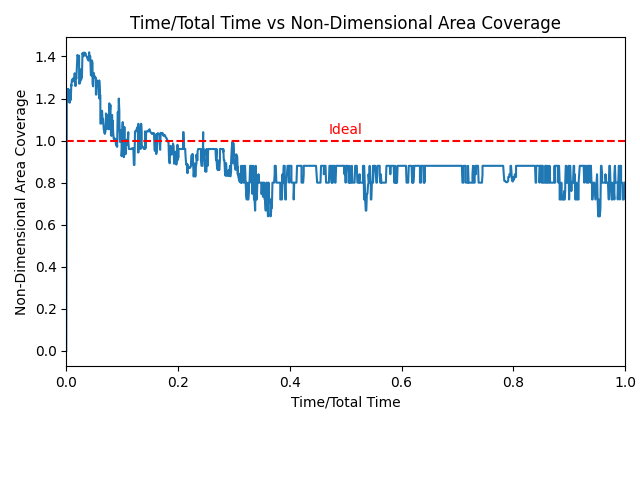 Time/Total Time vs Non-Dimensional Area Coverage
Non-Dimensional Area Coverage
1.4
1.2
1.0
0.8
0.6
0.4
0.2
0.0
Ideal
0.0 0.2 0.4 0.6 0.8 1.0
Time/Total Time